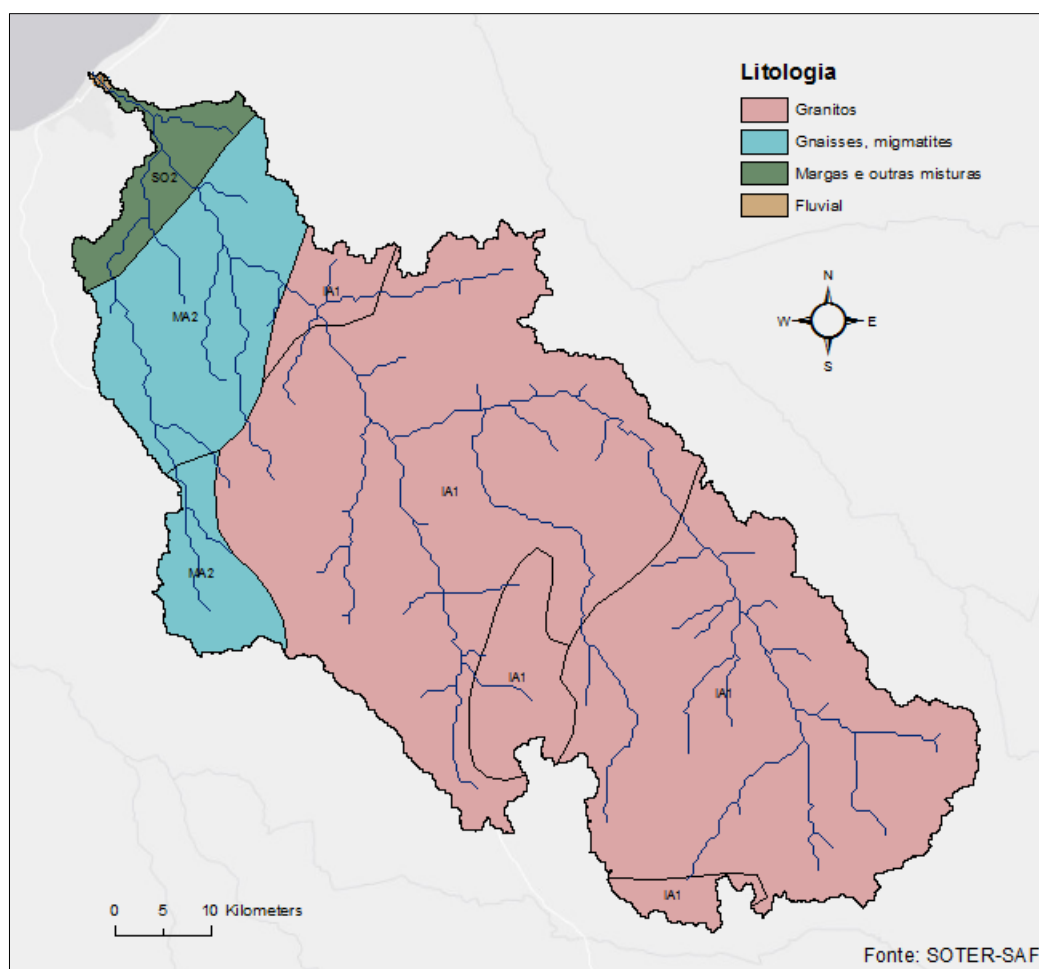 Litologia
Granitos
Gnaisses, migmatites
Margas e outras misturas
Fluvial
N
W
E
S
SO2
MA2
IA1
IA1
MA2
IA1
IA1
IA1
0 5 10 Kilometers
Fonte: SOTER-SAF